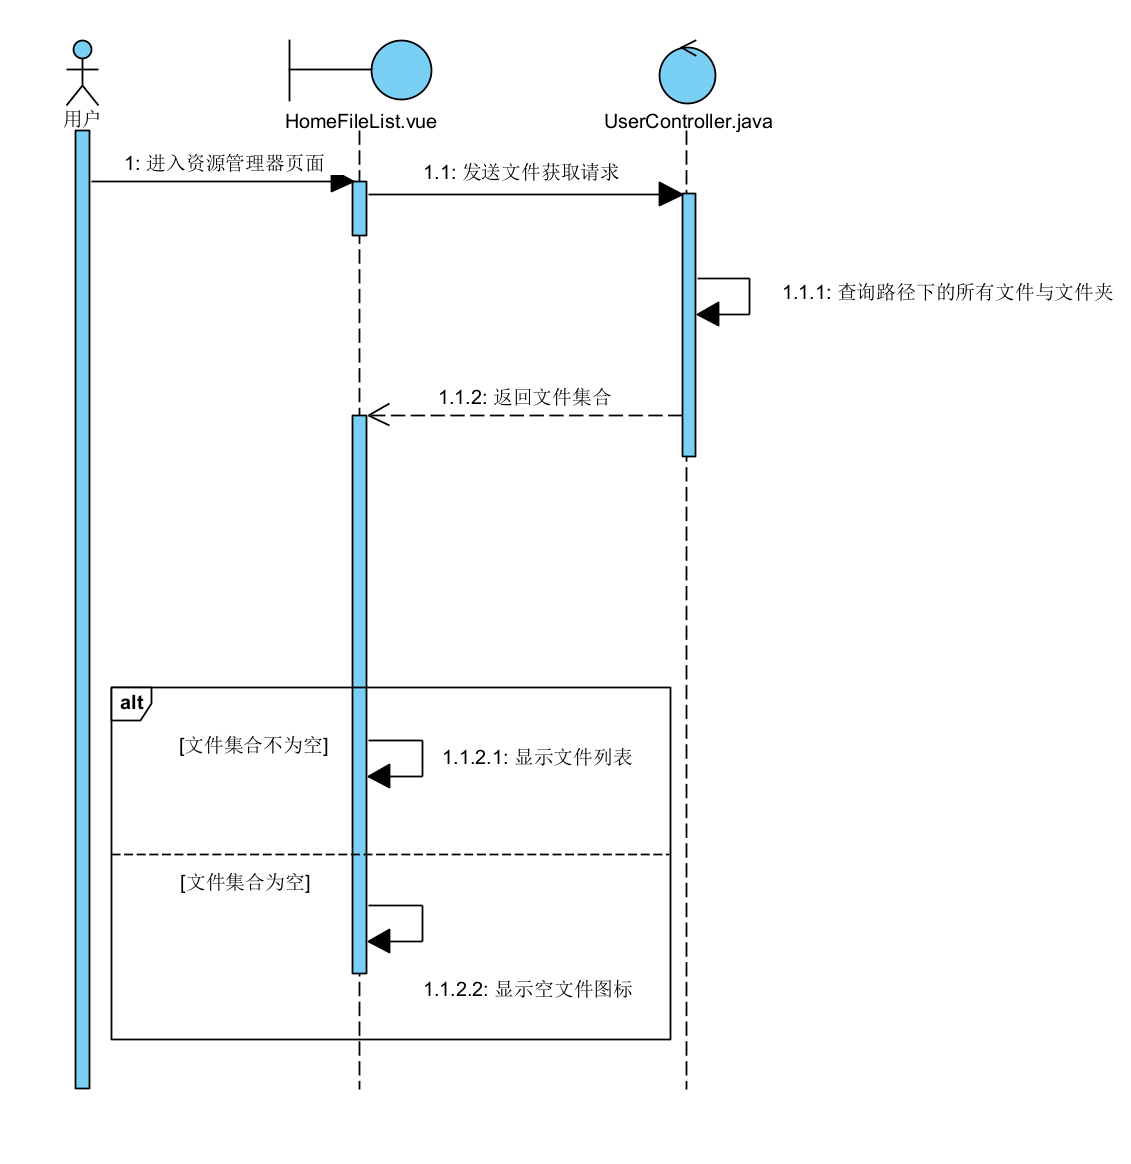 用户
HomeFileList.vue
UserController.java
1: 进入资源管理器页面
1.1: 发送文件获取请求
1.1.1: 查询路径下的所有文件与文件夹
1.1.2: 返回文件集合
alt
[文件集合不为空]
1.1.2.1: 显示文件列表
[文件集合为空]
1.1.2.2: 显示空文件图标